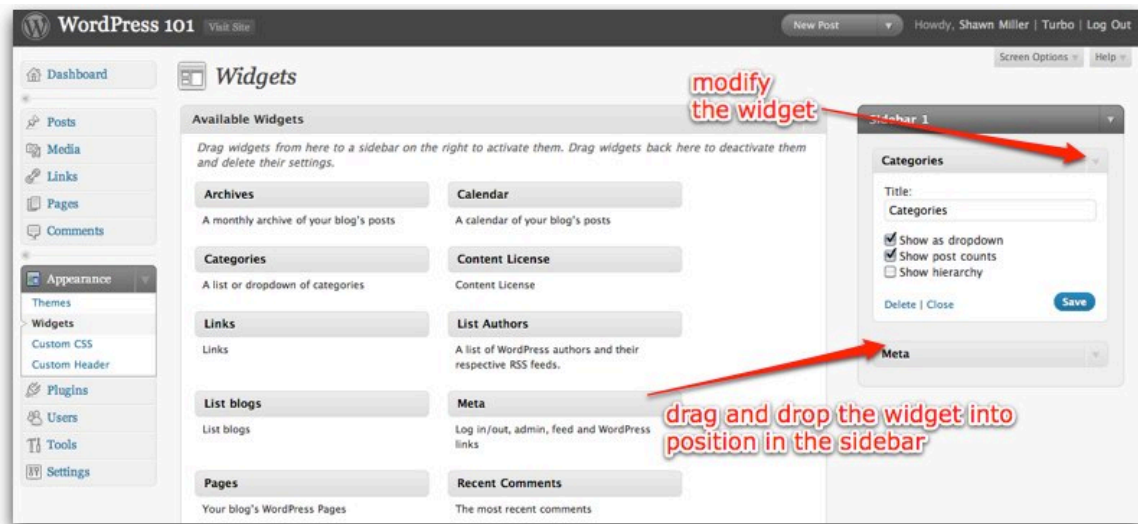 WordPress 101 Visit Site New Post Howdy, Shawn Miller | Turbo | Log Out
Screen Options Help
Dashboard
Posts
Media
Links
Pages
Comments
Appearance
Themes
Widgets
Custom CSS
Custom Header
Plugins
Users
Tools
Settings
Widgets
Available Widgets
Drag widgets from here to a sidebar on the right to activate them. Drag widgets back here to deactivate them
and delete their settings.
Archives
A monthly archive of your blog's posts
Calendar
A calendar of your blog's posts
Categories
A list or dropdown of categories
Content License
Content License
Links
Links
List Authors
A list of WordPress authors and their
respective RSS feeds.
List blogs
List blogs
Meta
Log in/out, admin, feed and WordPress
links
Pages
Your blog's WordPress Pages
Recent Comments
The most recent comments
modify
the widget
Sidebar 1
Categories
Title:
Categories
Show as dropdown
Show post counts
Show hierarchy
Delete | Close Save
Meta
drag and drop the widget into
position in the sidebar